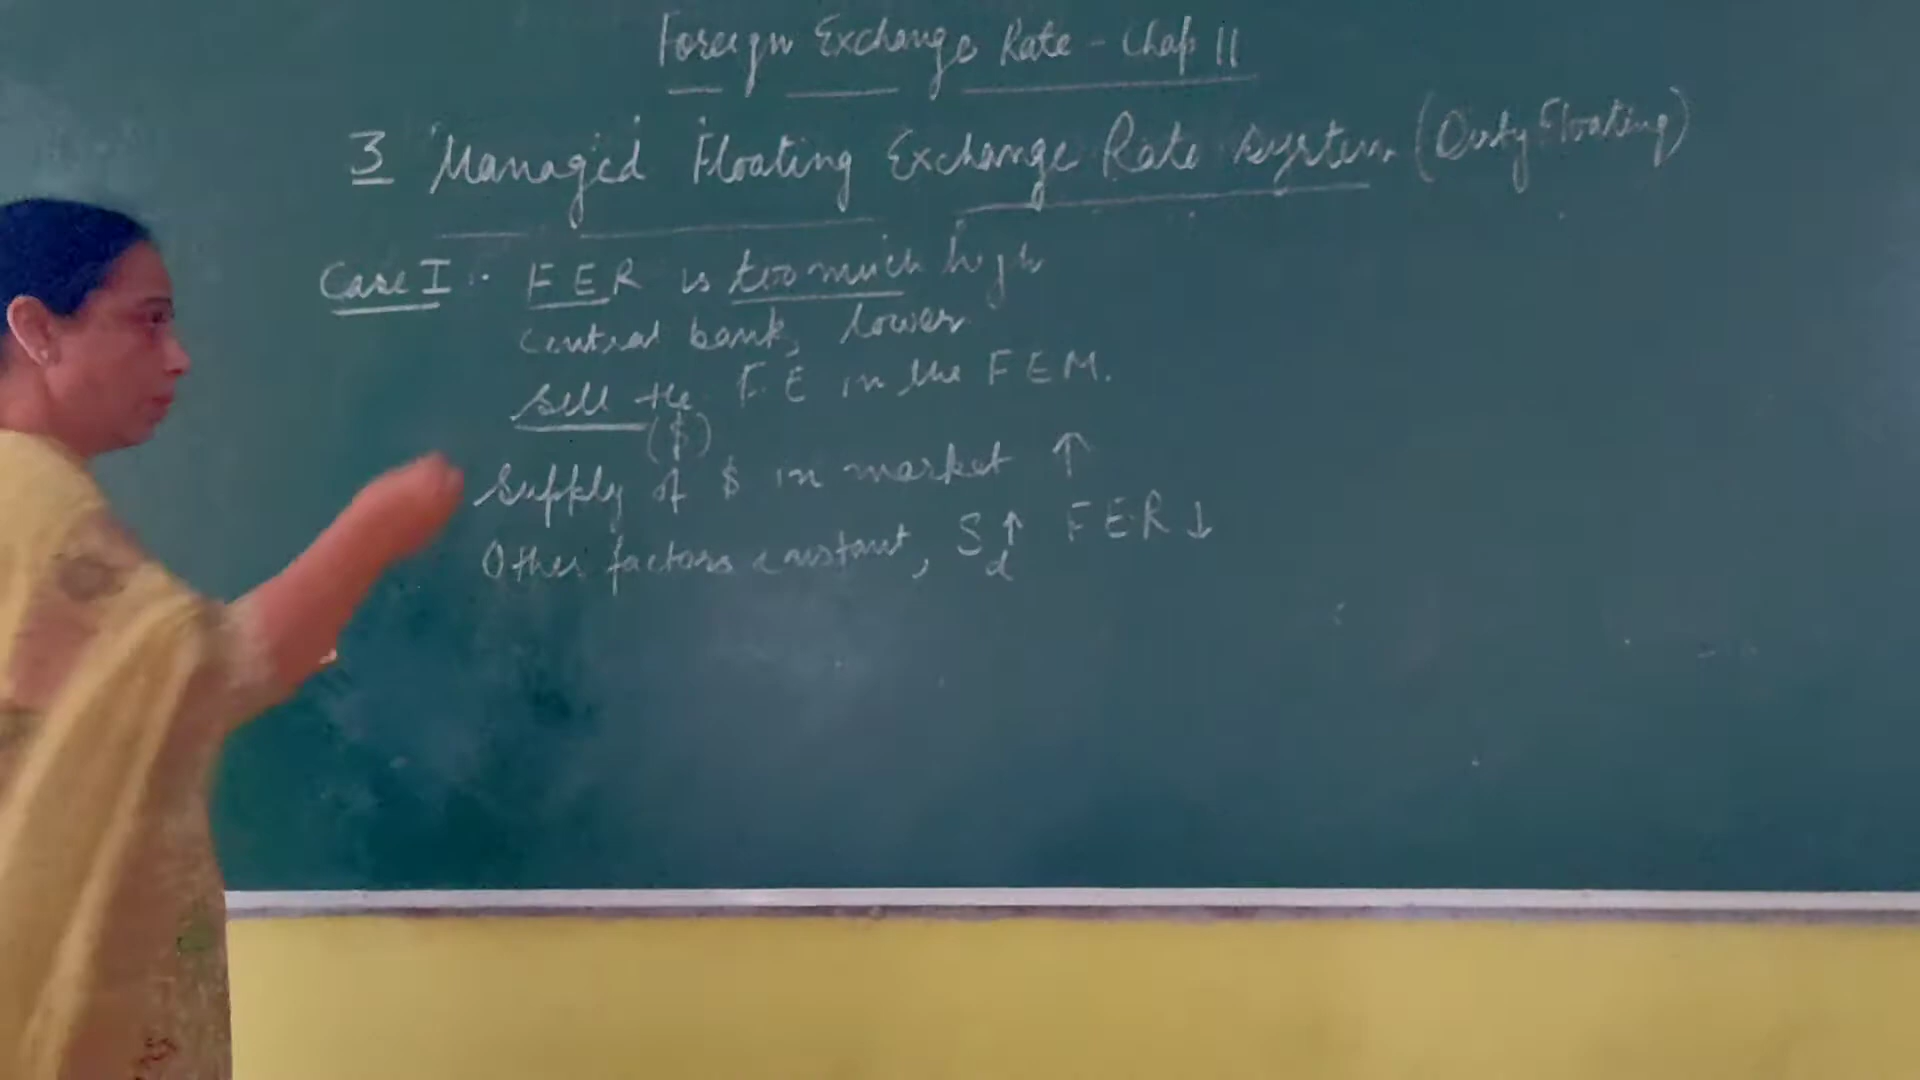 Foreign Exchange Rate - Chap 11
3 Managed Floating Exchange Rate System (Dirty Floating)
Case I :- F E R is too much high
Central bank, lower
Sell the F.E in the F E M.
($)
Supply of $ in market ↑
Other factors constant, S↑ F E R ↓
d